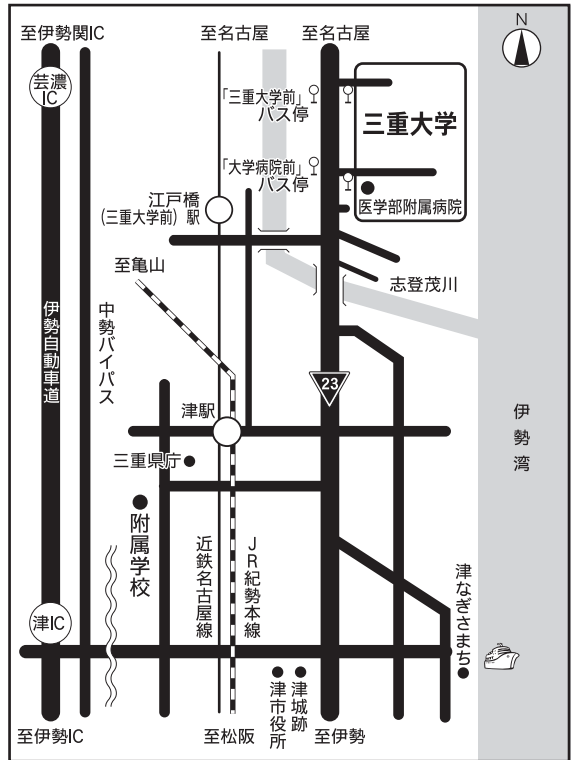 至伊勢関IC
至名古屋
至名古屋
N
芸濃
IC
「三重大学前」
バス停
三重大学
「大学病院前」
バス停
医学部附属病院
江戸橋
(三重大学前) 駅
至亀山
志登茂川
伊勢自動車道
中勢バイパス
23
津駅
伊勢湾
三重県庁
附属学校
近鉄名古屋線
JR紀勢本線
津なぎさまち
津IC
津市役所
津城跡
至伊勢IC
至松阪
至伊勢